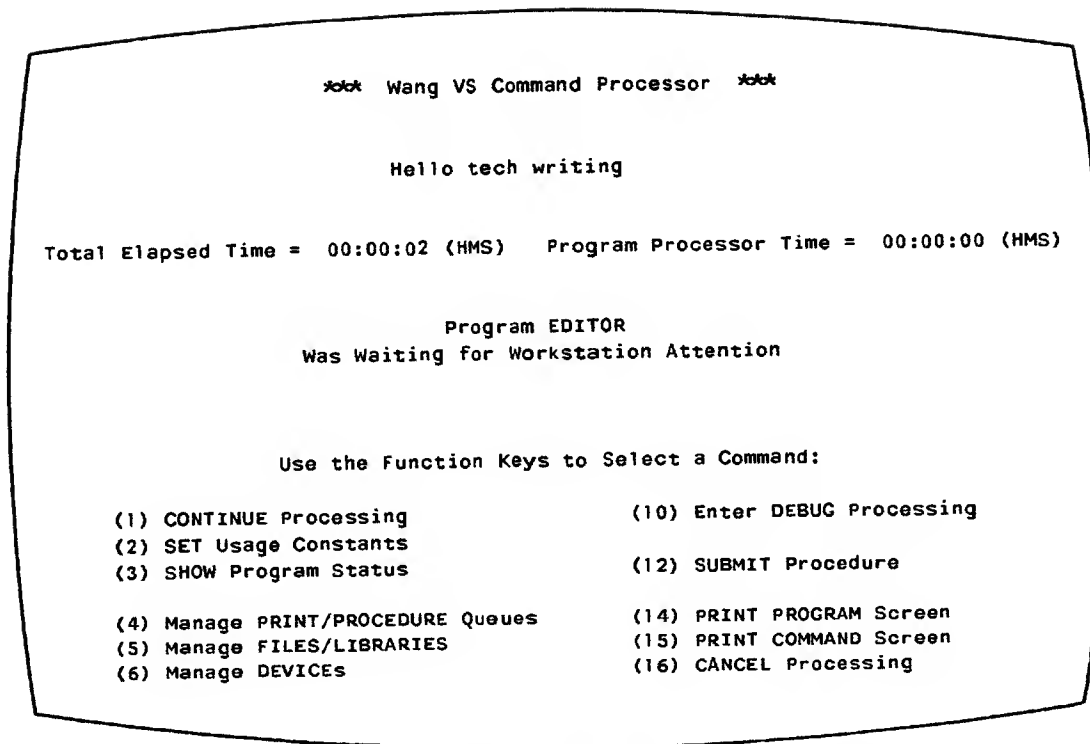 *** Wang VS Command Processor ***
Hello tech writing
Total Elapsed Time = 00:00:02 (HMS) Program Processor Time = 00:00:00 (HMS)
Program EDITOR
Was Waiting for Workstation Attention
Use the Function Keys to Select a Command:
(1) CONTINUE Processing (10) Enter DEBUG Processing
(2) SET Usage Constants
(3) SHOW Program Status (12) SUBMIT Procedure
(4) Manage PRINT/PROCEDURE Queues (14) PRINT PROGRAM Screen
(5) Manage FILES/LIBRARIES (15) PRINT COMMAND Screen
(6) Manage DEVICEs (16) CANCEL Processing